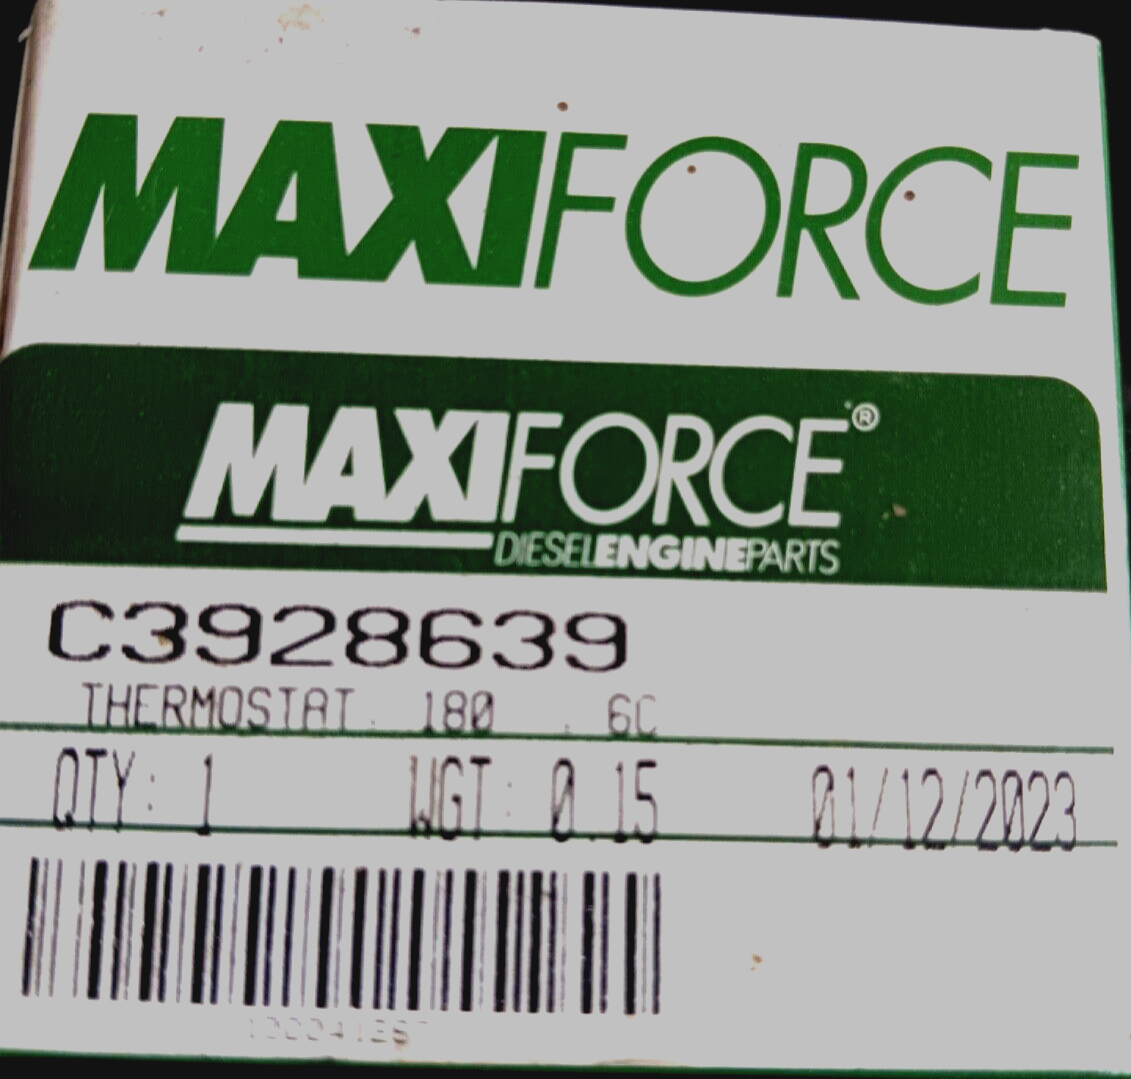 MAXIFORCE
MAXIFORCE®
DIESELENGINEPARTS
C3928639
THERMOSTAT. 180 . 6C
QTY: 1 WGT: 0.15 01/12/2023